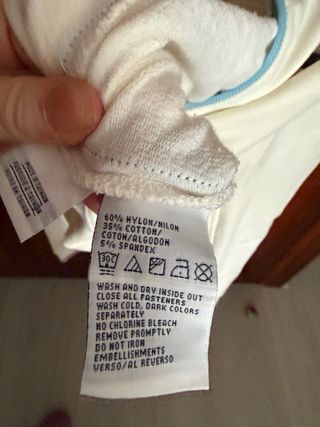 60% NYLON/NILON
35% COTTON/
COTON/ALGODON
5% SPANDEX
30C
WASH AND DRY INSIDE OUT
CLOSE ALL FASTENERS
WASH COLD, DARK COLORS
SEPARATELY
NO CHLORINE BLEACH
REMOVE PROMPTLY
DO NOT IRON
EMBELLISHMENTS
VERSO/AL REVERSO